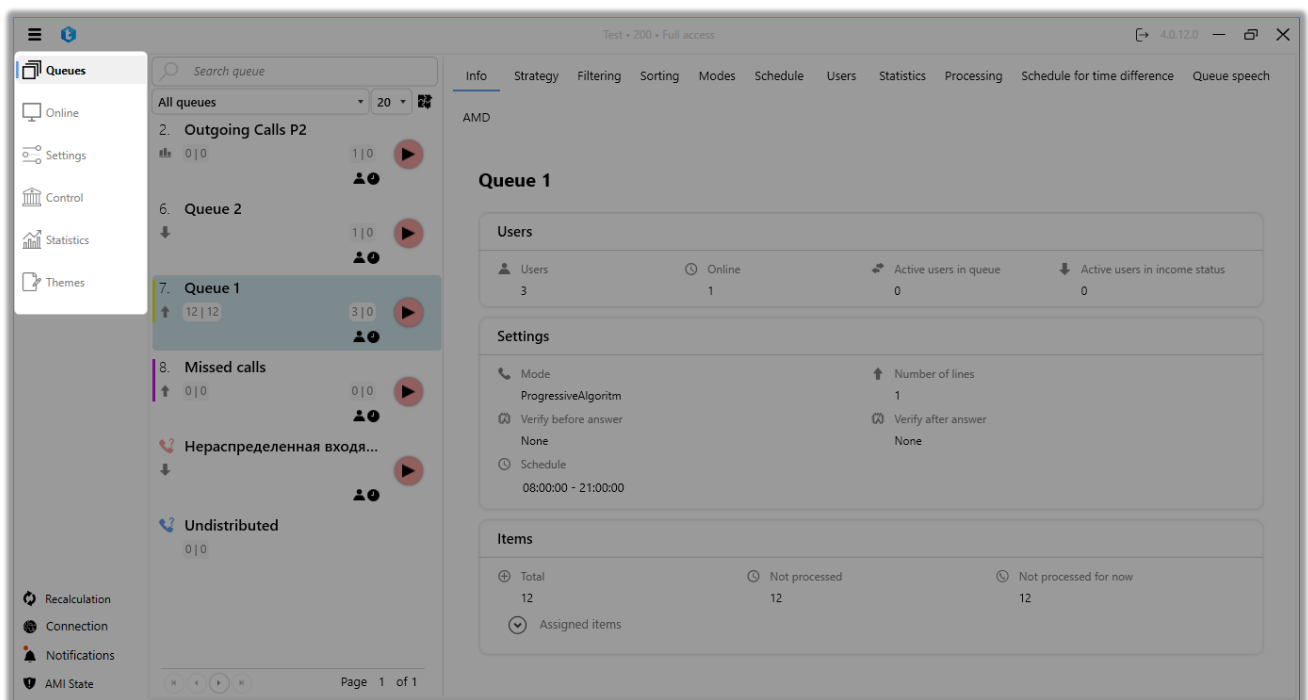 Test • 200 • Full access
4.0.12.0
Queues
Online
Settings
Control
Statistics
Themes
Recalculation
Connection
Notifications
AMI State
Search queue
All queues 20
2. Outgoing Calls P2
0 | 0 1 | 0
6. Queue 2
1 | 0
7. Queue 1
12 | 12 3 | 0
8. Missed calls
0 | 0 0 | 0
Нераспределенная входя...
Undistributed
0 | 0
Page 1 of 1
Info Strategy Filtering Sorting Modes Schedule Users Statistics Processing Schedule for time difference Queue speech
AMD
Queue 1
Users
Users Online Active users in queue Active users in income status
3 1 0 0
Settings
Mode Number of lines
ProgressiveAlgoritm 1
Verify before answer Verify after answer
None None
Schedule
08:00:00 - 21:00:00
Items
Total Not processed Not processed for now
12 12 12
Assigned items